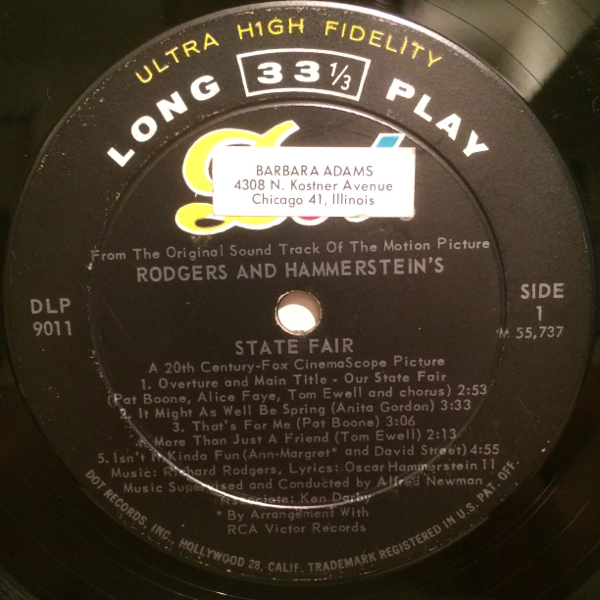 ULTRA HIGH FIDELITY
LONG 33 1/3 PLAY
BARBARA ADAMS
4308 N. Kostner Avenue
Chicago 41, Illinois
From The Original Sound Track Of The Motion Picture
RODGERS AND HAMMERSTEIN'S
DLP
9011
SIDE
1
M 55,737
STATE FAIR
A 20th Century-Fox CinemaScope Picture
1. Overture and Main Title - Our State Fair
(Pat Boone, Alice Faye, Tom Ewell and chorus) 2:53
2. It Might As Well Be Spring (Anita Gordon) 3:33
3. That's For Me (Pat Boone) 3:06
4. More Than Just A Friend (Tom Ewell) 2:13
5. Isn't It Kinda Fun (Ann-Margret* and David Street) 4:55
Music: Richard Rodgers, Lyrics: Oscar Hammerstein 11
Music Supervised and Conducted by Alfred Newman
Associate: Ken Darby
* By Arrangement With
RCA Victor Records
DOT RECORDS, INC., HOLLYWOOD 28, CALIF. TRADEMARK REGISTERED IN U.S. PAT. OFF.